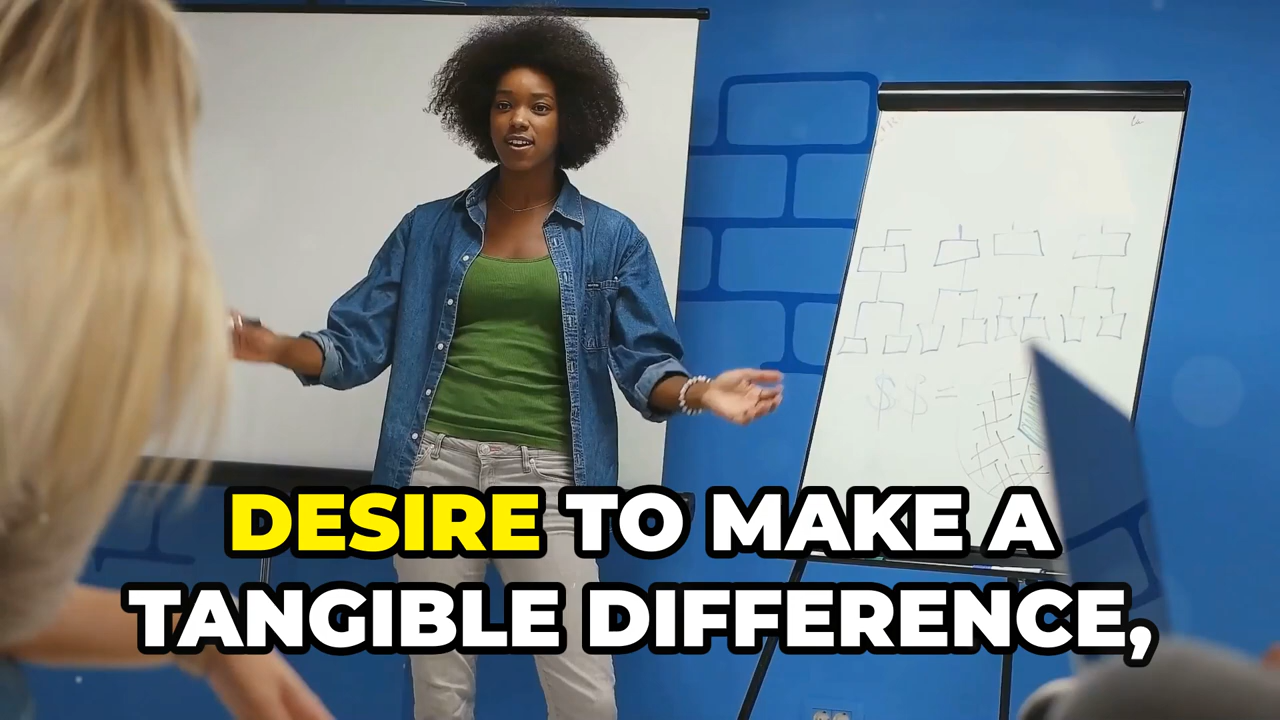 $$=
DESIRE TO MAKE A
TANGIBLE DIFFERENCE,